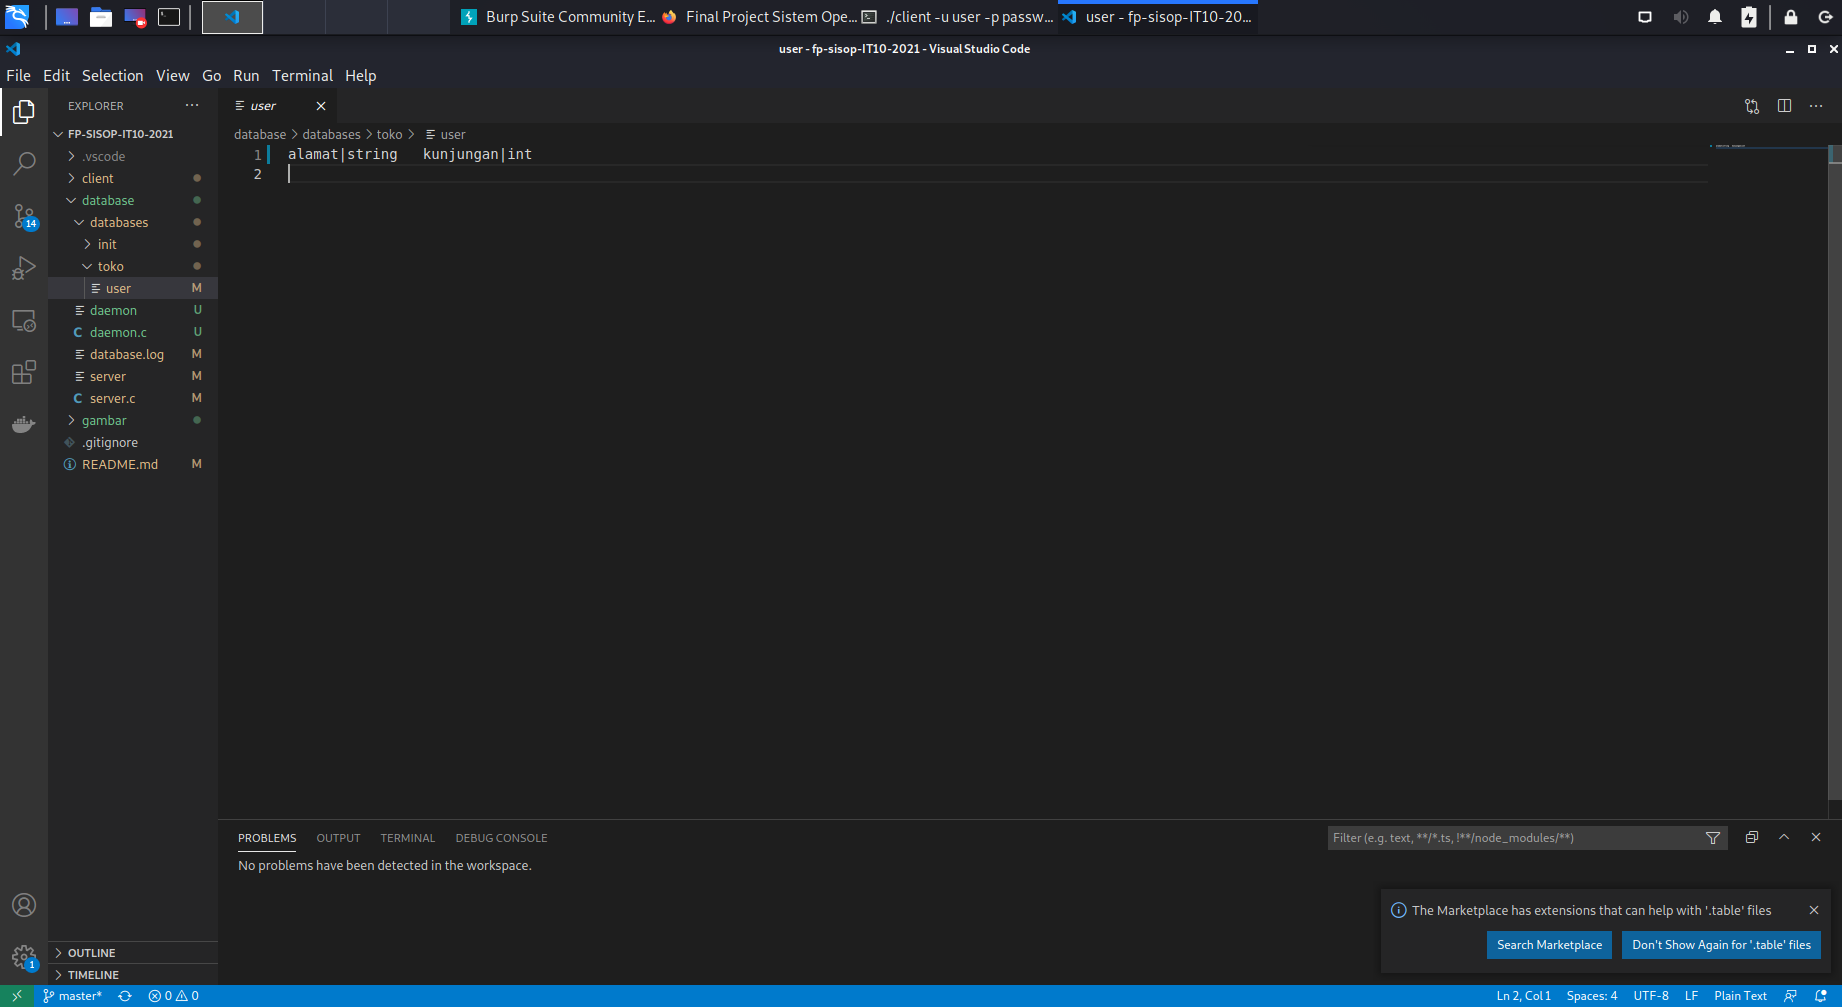 Burp Suite Community E...
Final Project Sistem Ope...
./client -u user -p passw...
user - fp-sisop-IT10-20...
user - fp-sisop-IT10-2021 - Visual Studio Code
File Edit Selection View Go Run Terminal Help
EXPLORER
user
FP-SISOP-IT10-2021
database > databases > toko > user
.vscode
1 alamat|string kunjungan|int
2
client
database
14
databases
init
toko
user M
daemon U
daemon.c U
database.log M
server M
C server.c M
gambar
.gitignore
README.md M
PROBLEMS OUTPUT TERMINAL DEBUG CONSOLE
Filter (e.g. text, **/*.ts, !**/node_modules/**)
No problems have been detected in the workspace.
The Marketplace has extensions that can help with '.table' files
Search Marketplace
Don't Show Again for '.table' files
OUTLINE
1
TIMELINE
master*
0 0
Ln 2, Col 1 Spaces: 4 UTF-8 LF Plain Text